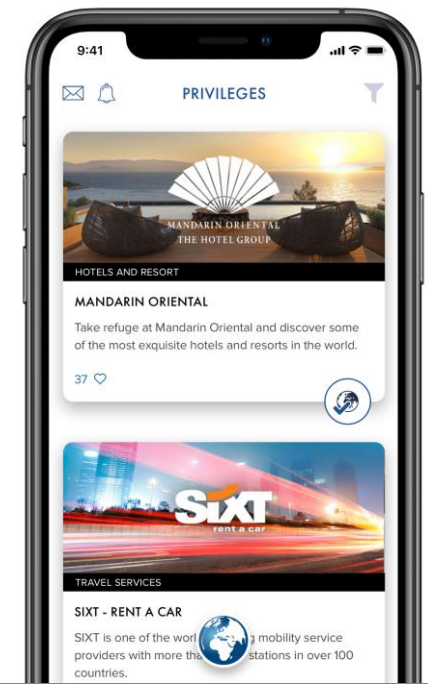 9:41
PRIVILEGES
MANDARIN ORIENTAL
THE HOTEL GROUP
HOTELS AND RESORT
MANDARIN ORIENTAL
Take refuge at Mandarin Oriental and discover some
of the most exquisite hotels and resorts in the world.
37
SiXT
rent a car
TRAVEL SERVICES
SIXT - RENT A CAR
SIXT is one of the mobility service
providers with more stations in over 100
countries.